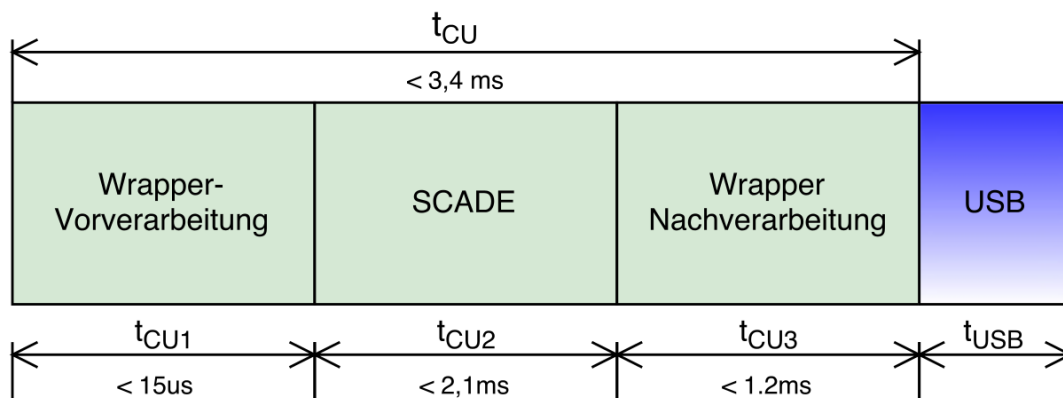 tCU
< 3,4 ms
Wrapper-
Vorverarbeitung
SCADE
Wrapper
Nachverarbeitung
USB
tCU1
tCU2
tCU3
tUSB
< 15us
< 2,1ms
< 1.2ms